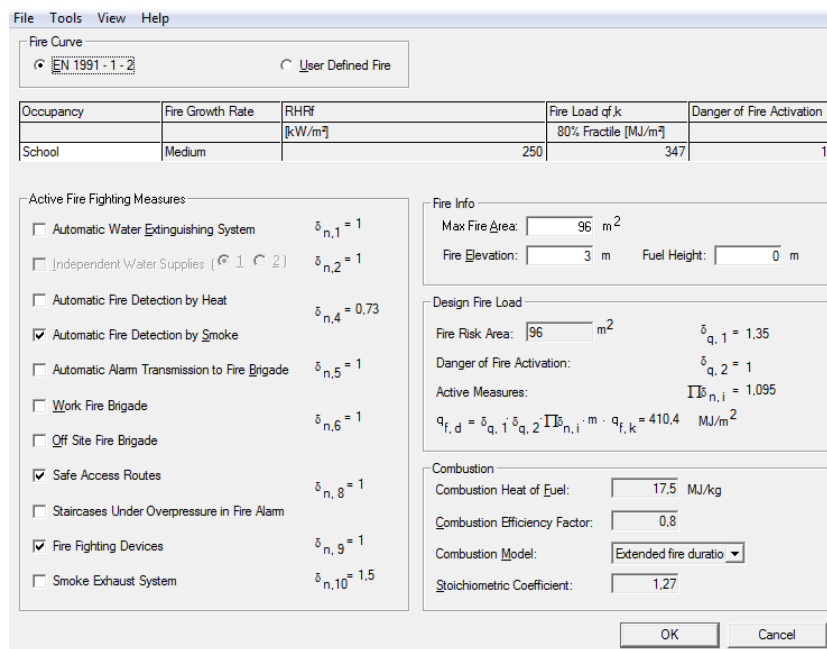 File Tools View Help
Fire Curve
EN 1991 - 1 - 2 User Defined Fire
Occupancy Fire Growth Rate RHRf Fire Load qf,k Danger of Fire Activation
[kW/m²] 80% Fractile [MJ/m²]
School Medium 250 347 1
Active Fire Fighting Measures
Automatic Water Extinguishing System δn,1 = 1
Independent Water Supplies ( 1 2 ) δn,2 = 1
Automatic Fire Detection by Heat
δn,4 = 0,73
Automatic Fire Detection by Smoke
Automatic Alarm Transmission to Fire Brigade δn,5 = 1
Work Fire Brigade
δn,6 = 1
Off Site Fire Brigade
Safe Access Routes
δn,8 = 1
Staircases Under Overpressure in Fire Alarm
Fire Fighting Devices δn,9 = 1
Smoke Exhaust System δn,10 = 1,5
Fire Info
Max Fire Area: 96 m2
Fire Elevation: 3 m Fuel Height: 0 m
Design Fire Load
Fire Risk Area: 96 m2 δq,1 = 1,35
Danger of Fire Activation: δq,2 = 1
Active Measures: ∏δn,i = 1,095
qf,d = δq,1· δq,2· ∏δn,i · m · qf,k = 410,4 MJ/m2
Combustion
Combustion Heat of Fuel: 17,5 MJ/kg
Combustion Efficiency Factor: 0,8
Combustion Model: Extended fire duratio
Stoichiometric Coefficient: 1,27
OK Cancel